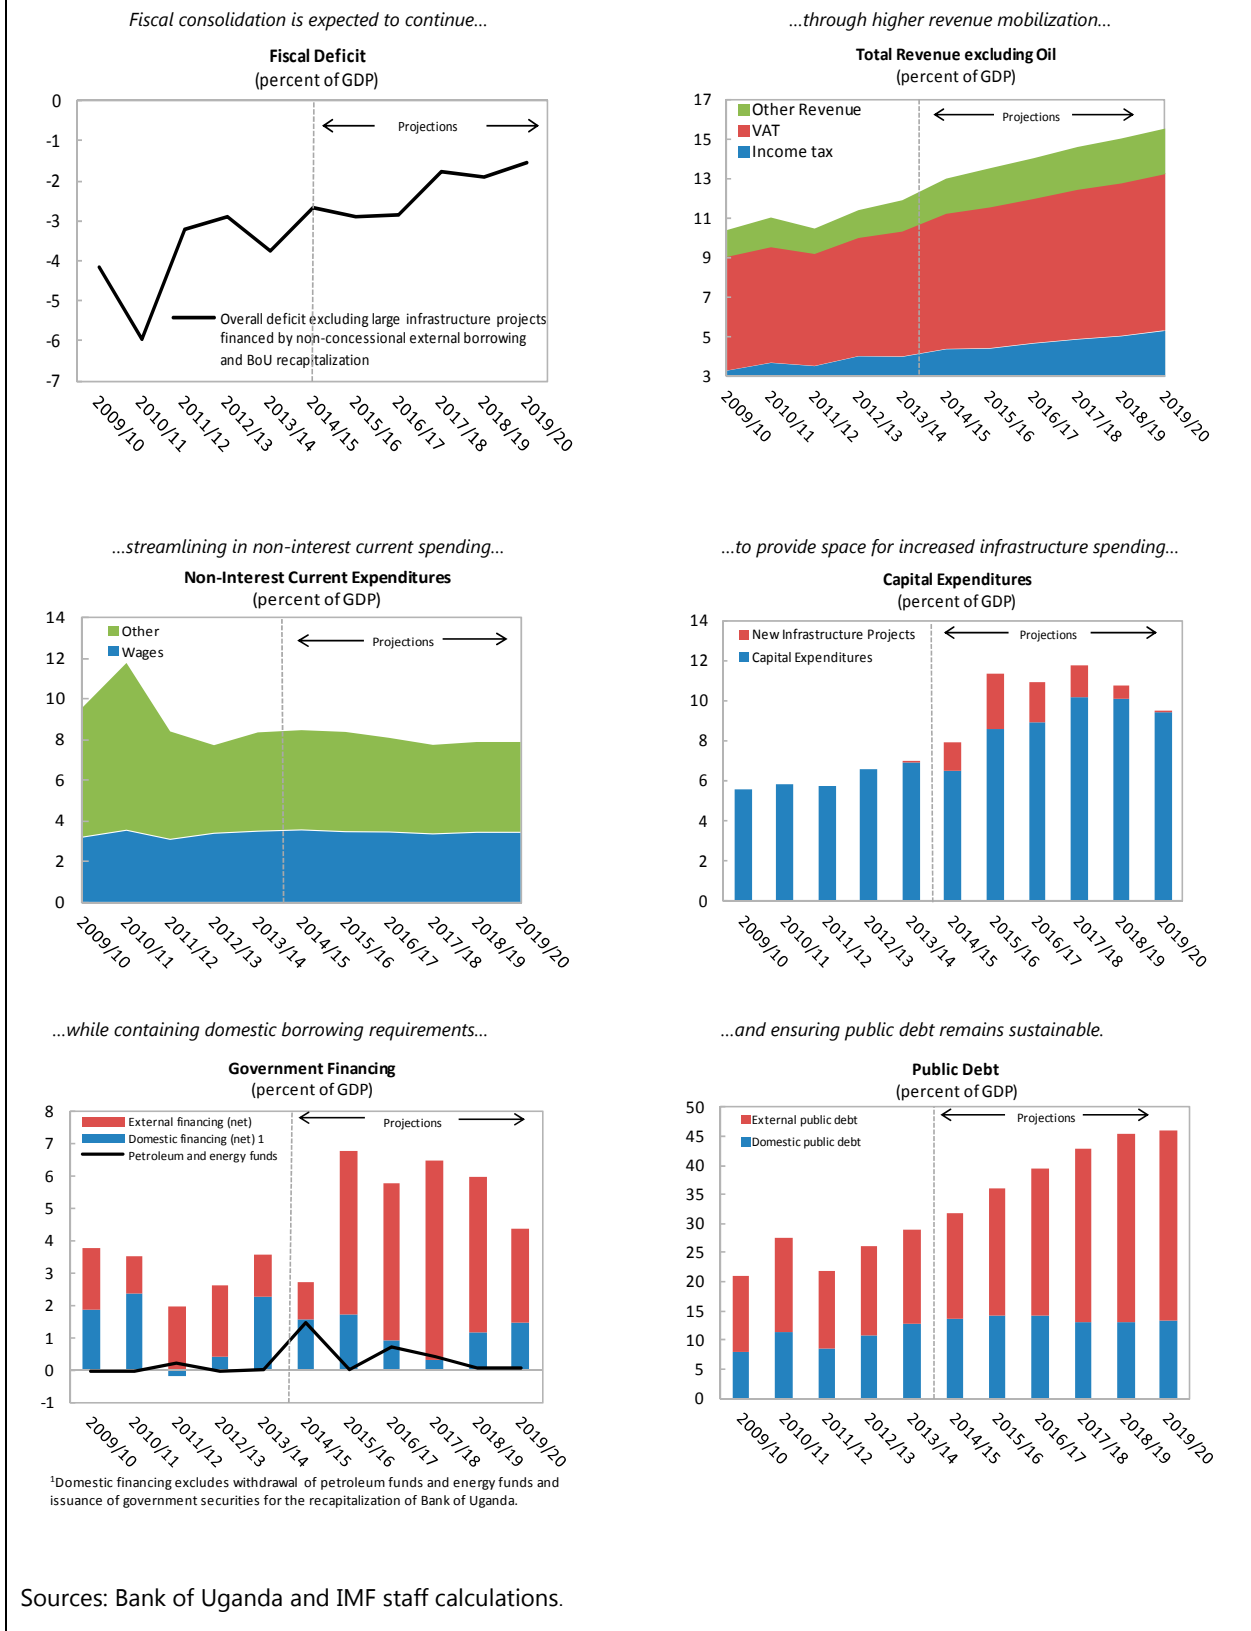 Fiscal consolidation is expected to continue...
Fiscal Deficit
(percent of GDP)
0
-1
-2
-3
-4
-5
-6
-7
Projections
Overall deficit excluding large infrastructure projects
financed by non-concessional external borrowing
and BoU recapitalization
2009/10
2010/11
2011/12
2012/13
2013/14
2014/15
2015/16
2016/17
2017/18
2018/19
2019/20
...through higher revenue mobilization...
Total Revenue excluding Oil
(percent of GDP)
17
15
13
11
9
7
5
3
Other Revenue
VAT
Income tax
Projections
2009/10
2010/11
2011/12
2012/13
2013/14
2014/15
2015/16
2016/17
2017/18
2018/19
2019/20
...streamlining in non-interest current spending...
Non-Interest Current Expenditures
(percent of GDP)
14
12
10
8
6
4
2
0
Other
Wages
Projections
2009/10
2010/11
2011/12
2012/13
2013/14
2014/15
2015/16
2016/17
2017/18
2018/19
2019/20
...to provide space for increased infrastructure spending...
Capital Expenditures
(percent of GDP)
14
12
10
8
6
4
2
0
New Infrastructure Projects
Capital Expenditures
Projections
2009/10
2010/11
2011/12
2012/13
2013/14
2014/15
2015/16
2016/17
2017/18
2018/19
2019/20
...while containing domestic borrowing requirements...
Government Financing
(percent of GDP)
8
7
6
5
4
3
2
1
0
-1
External financing (net)
Domestic financing (net) 1
Petroleum and energy funds
Projections
2009/10
2010/11
2011/12
2012/13
2013/14
2014/15
2015/16
2016/17
2017/18
2018/19
2019/20
1Domestic financing excludes withdrawal of petroleum funds and energy funds and
issuance of government securities for the recapitalization of Bank of Uganda.
...and ensuring public debt remains sustainable.
Public Debt
(percent of GDP)
50
45
40
35
30
25
20
15
10
5
0
External public debt
Domestic public debt
Projections
2009/10
2010/11
2011/12
2012/13
2013/14
2014/15
2015/16
2016/17
2017/18
2018/19
2019/20
Sources: Bank of Uganda and IMF staff calculations.